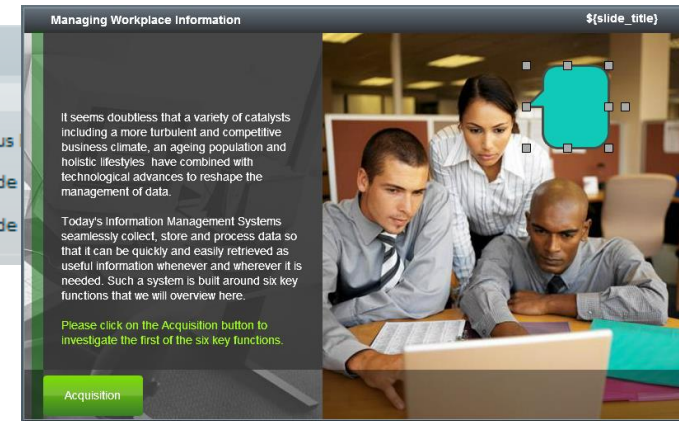 Managing Workplace Information
${slide_title}
us
de
de
It seems doubtless that a variety of catalysts
including a more turbulent and competitive
business climate, an ageing population and
holistic lifestyles have combined with
technological advances to reshape the
management of data.
Today's Information Management Systems
seamlessly collect, store and process data so
that it can be quickly and easily retrieved as
useful information whenever and wherever it is
needed. Such a system is built around six key
functions that we will overview here.
Please click on the Acquisition button to
investigate the first of the six key functions.
Acquisition